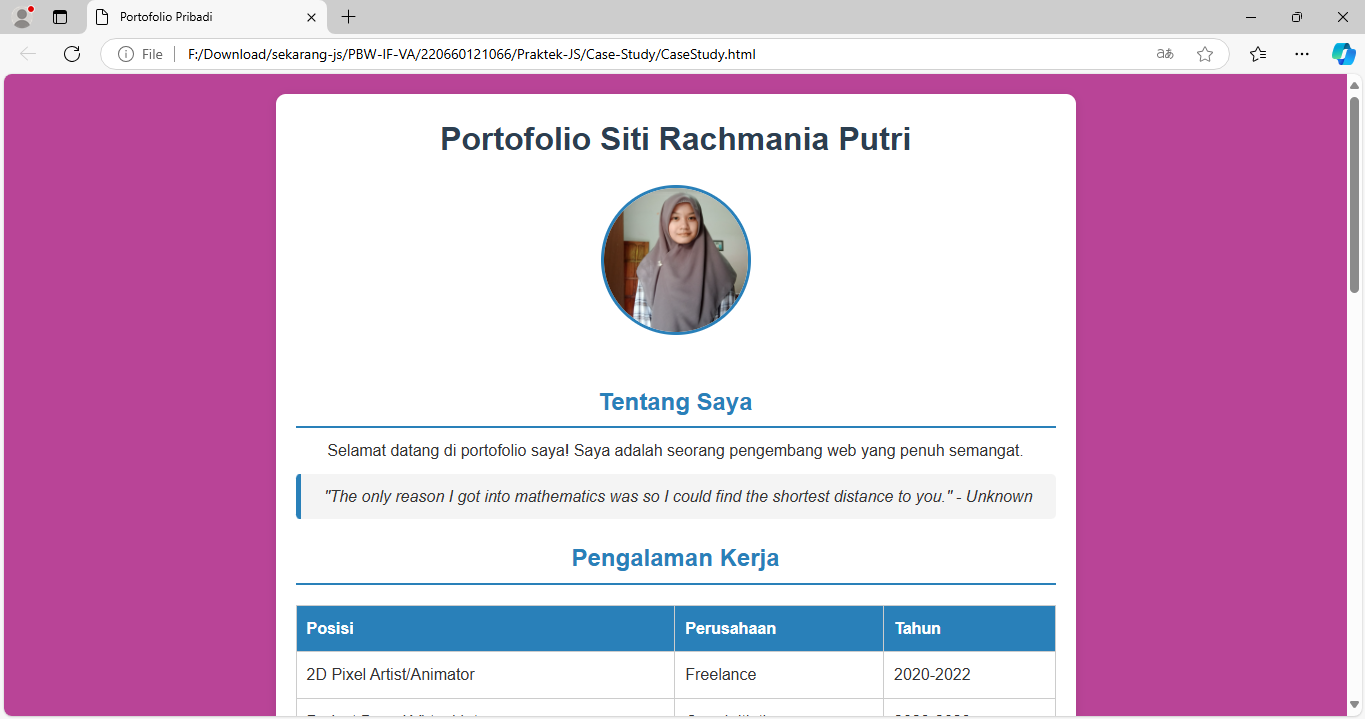 Portofolio Pribadi
File
F:/Download/sekarang-js/PBW-IF-VA/220660121066/Praktek-JS/Case-Study/CaseStudy.html
Portofolio Siti Rachmania Putri
Tentang Saya
Selamat datang di portofolio saya! Saya adalah seorang pengembang web yang penuh semangat.
"The only reason I got into mathematics was so I could find the shortest distance to you." - Unknown
Pengalaman Kerja
Posisi Perusahaan Tahun
2D Pixel Artist/Animator Freelance 2020-2022